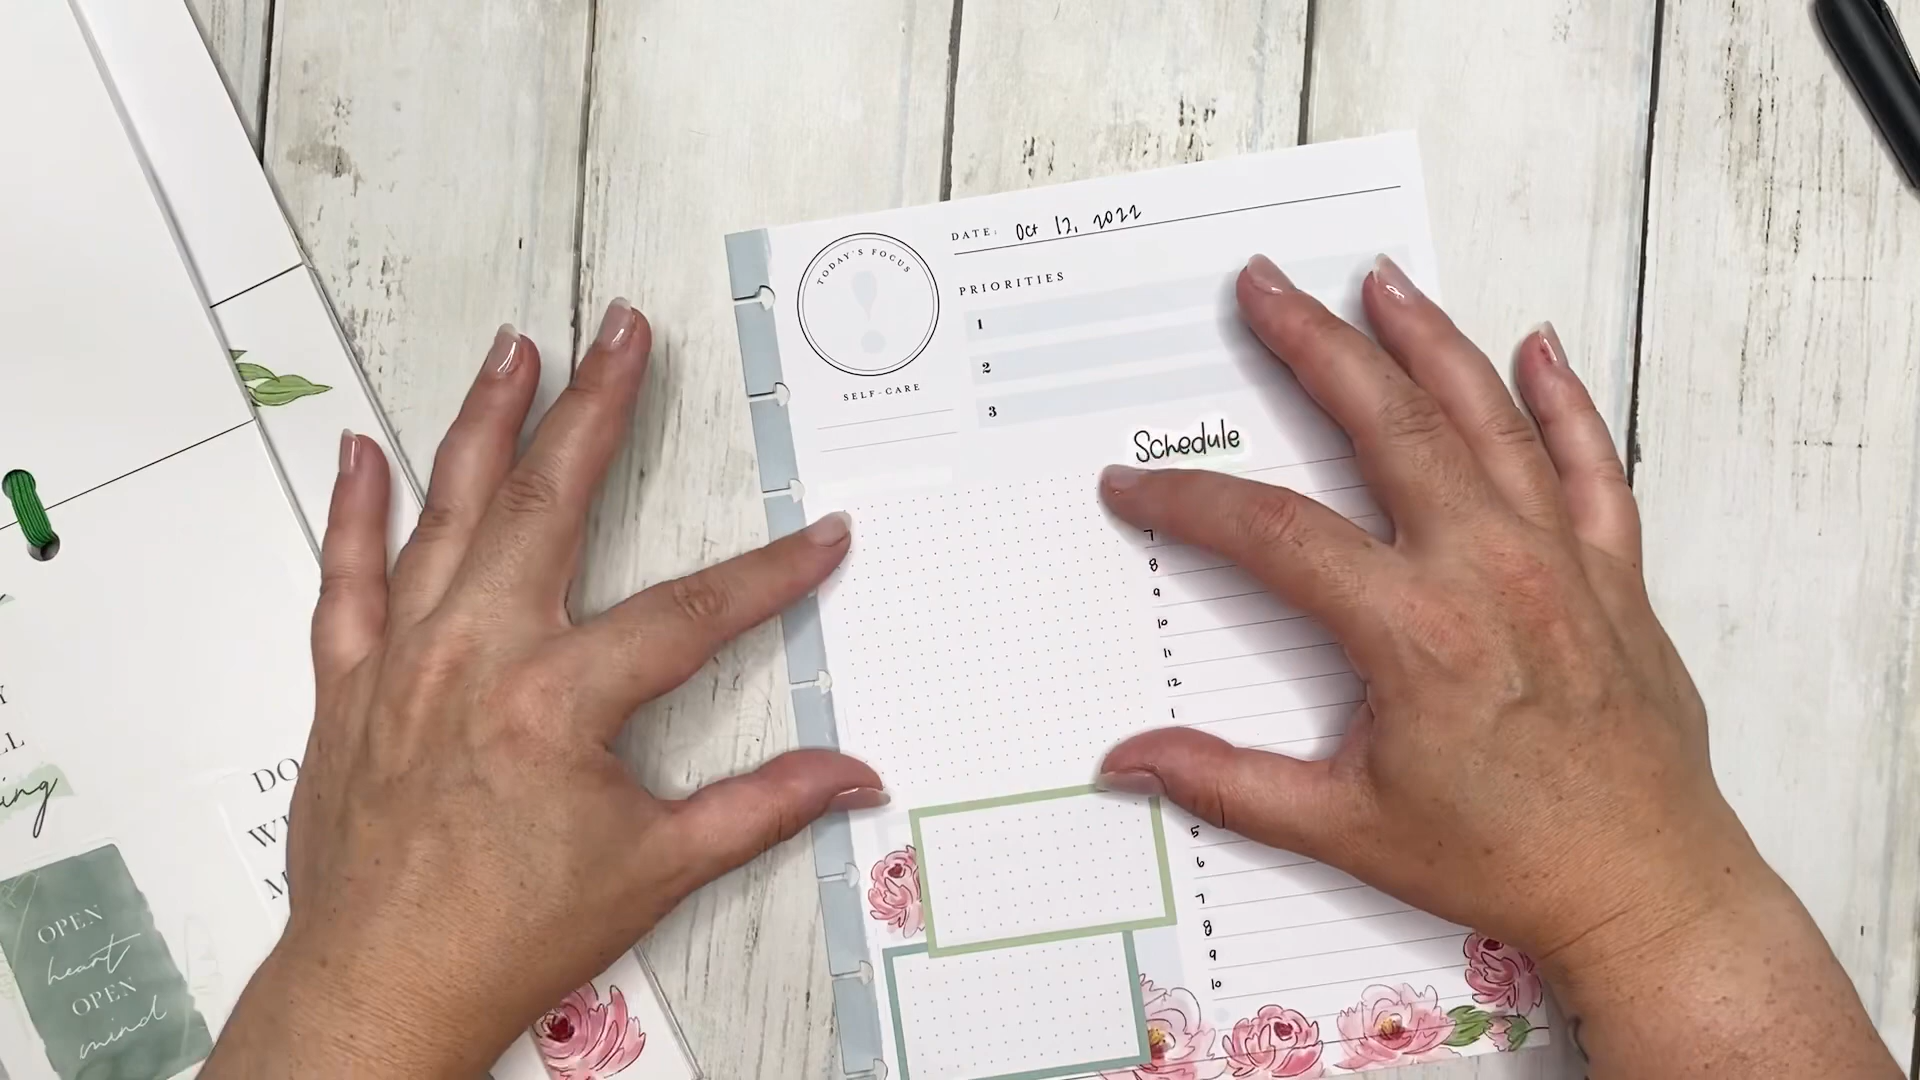 TODAY'S FOCUS
DATE: Oct 12, 2022
PRIORITIES
1
2
3
SELF-CARE
Schedule
7
8
9
10
11
12
1
5
6
7
8
9
10
DO
OPEN
heart
OPEN
mind